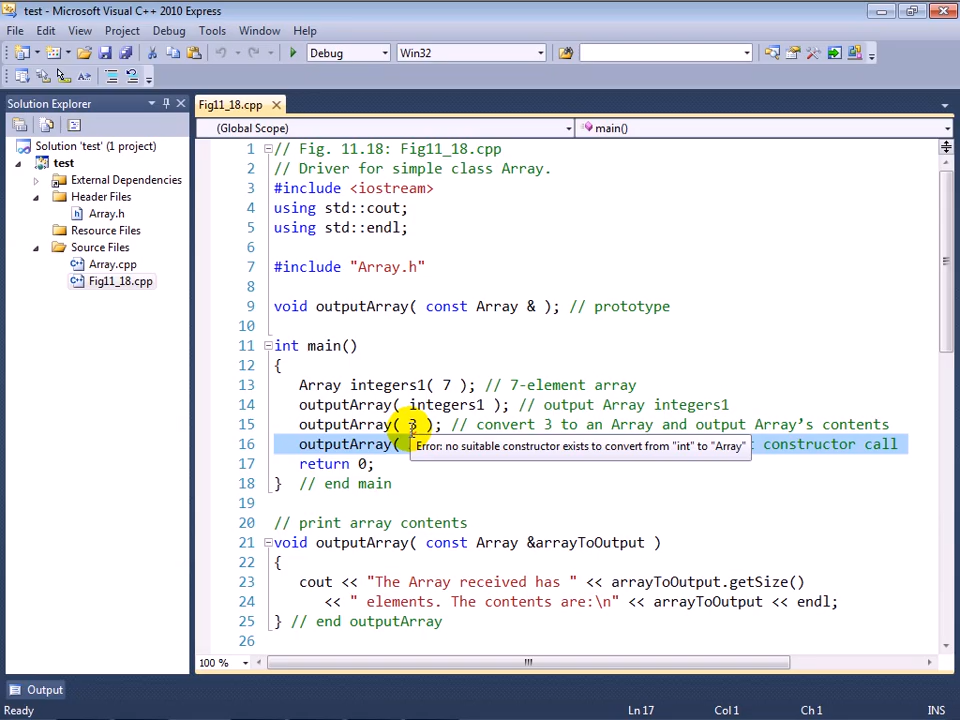 test - Microsoft Visual C++ 2010 Express
File Edit View Project Debug Tools Window Help
Debug Win32
Solution Explorer
Fig11_18.cpp
(Global Scope) main()
Solution 'test' (1 project)
test
External Dependencies
Header Files
Array.h
Resource Files
Source Files
Array.cpp
Fig11_18.cpp
1 // Fig. 11.18: Fig11_18.cpp
2 // Driver for simple class Array.
3 #include <iostream>
4 using std::cout;
5 using std::endl;
6
7 #include "Array.h"
8
9 void outputArray( const Array & ); // prototype
10
11 int main()
12 {
13 Array integers1( 7 ); // 7-element array
14 outputArray( integers1 ); // output Array integers1
15 outputArray( 3 ); // convert 3 to an Array and output Array’s contents
16 outputArray( constructor call
Error: no suitable constructor exists to convert from "int" to "Array"
17 return 0;
18 } // end main
19
20 // print array contents
21 void outputArray( const Array &arrayToOutput )
22 {
23 cout << "The Array received has " << arrayToOutput.getSize()
24 << " elements. The contents are:\n" << arrayToOutput << endl;
25 } // end outputArray
26
100 %
Output
Ready Ln 17 Col 1 Ch 1 INS